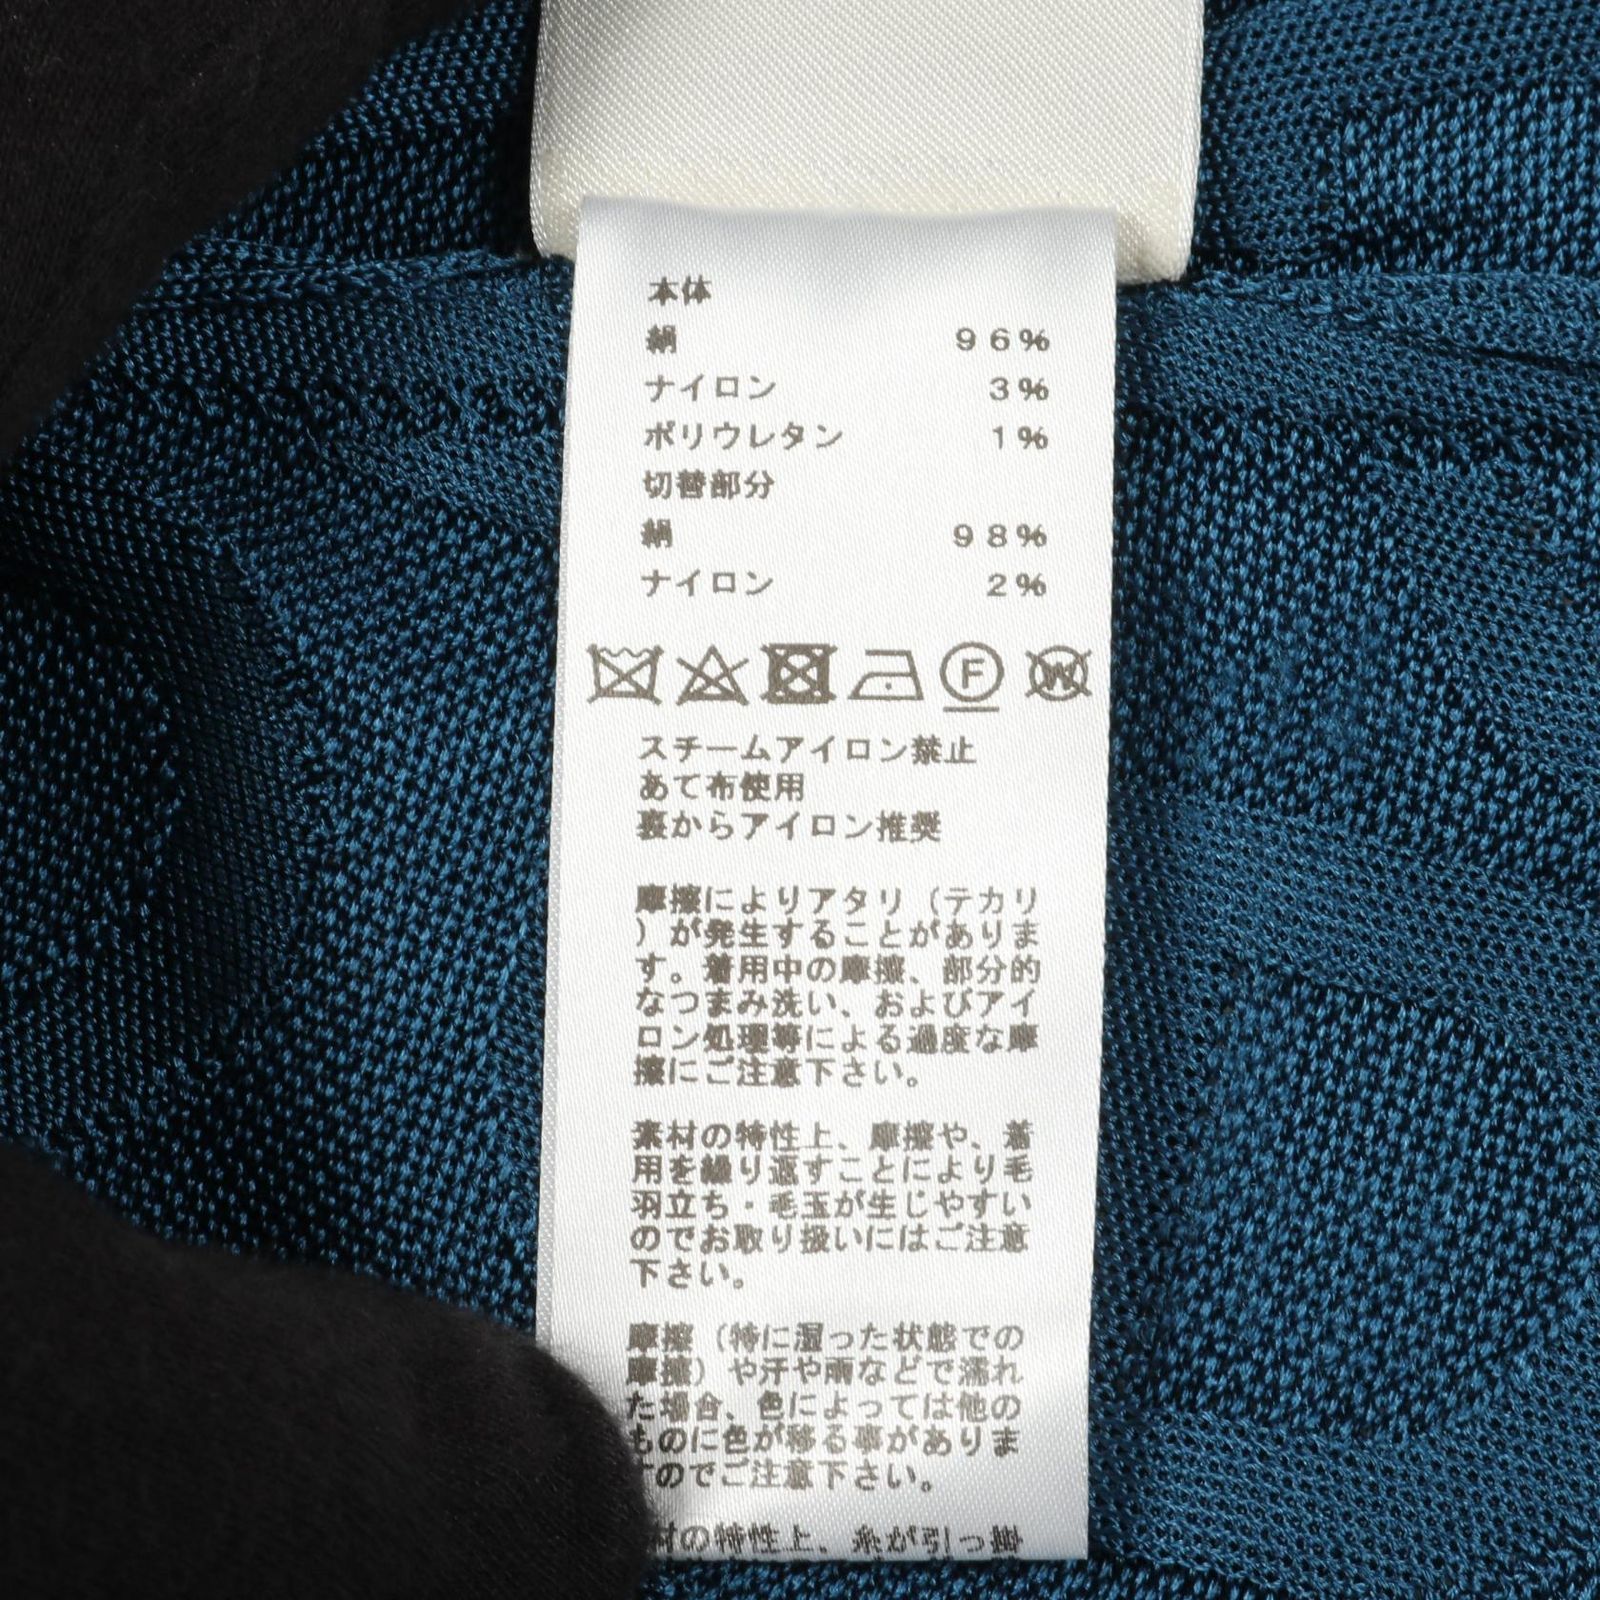 本体
絹 96%
ナイロン 3%
ポリウレタン 1%
切替部分
絹 98%
ナイロン 2%
F W
スチームアイロン禁止
あて布使用
裏からアイロン推奨
摩擦によりアタリ(テカリ
)が発生することがありま
す。着用中の摩擦、部分的
なつまみ洗い、およびアイ
ロン処理等による過度な摩
擦にご注意下さい。
素材の特性上、摩擦や、着
用を繰り返すことにより毛
羽立ち・毛玉が生じやすい
のでお取り扱いにはご注意
下さい。
摩擦(特に湿った状態での
摩擦)や汗や雨などで濡れ
た場合、色によっては他の
ものに色が移る事がありま
すのでご注意下さい。
材の特性上、糸が引っ掛